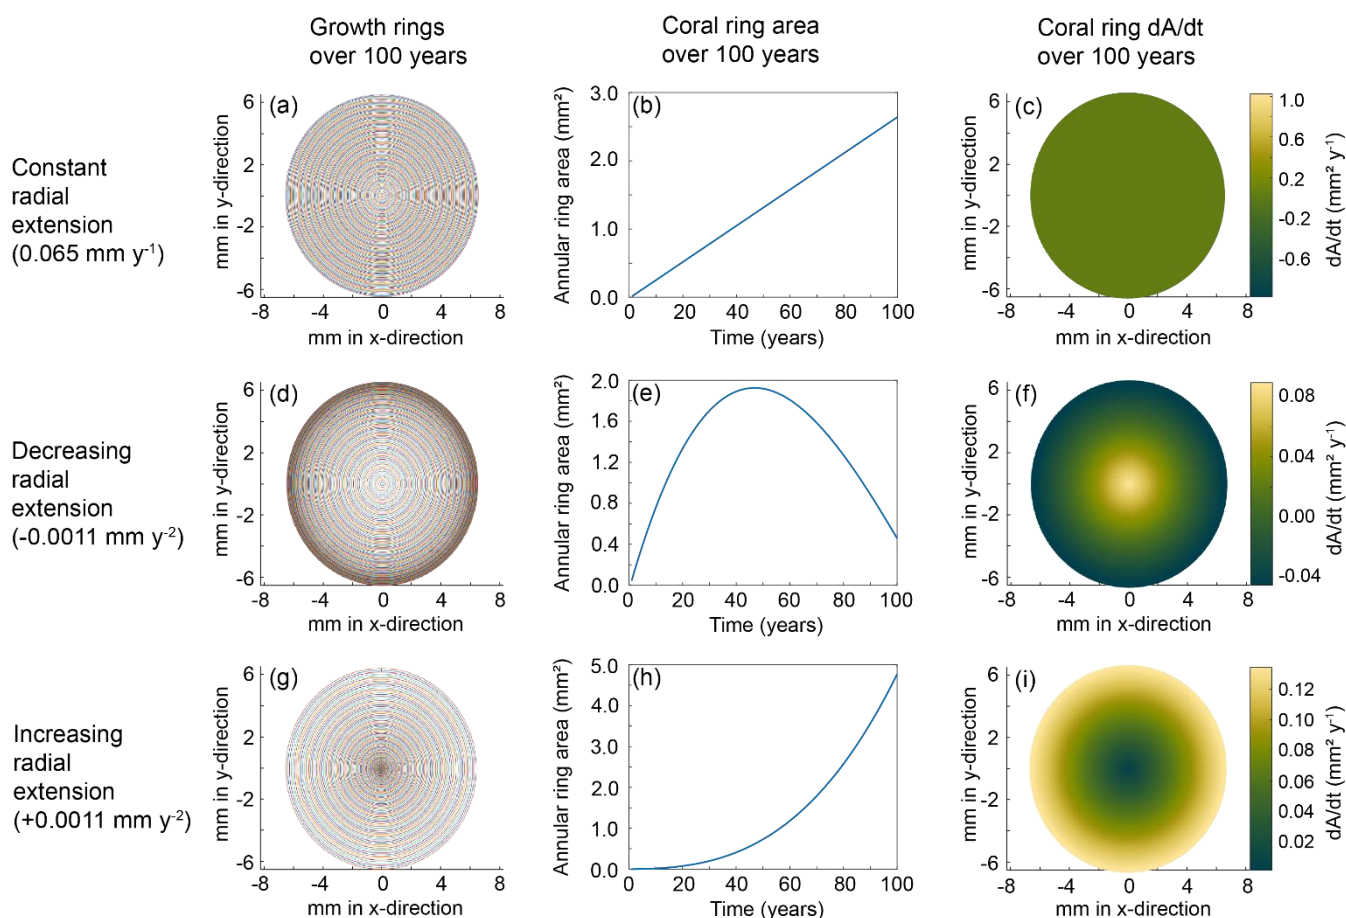 Growth rings
over 100 years
Coral ring area
over 100 years
Coral ring dA/dt
over 100 years
Constant
radial
extension
(0.065 mm y⁻¹)
(a)
mm in y-direction
6
2
-2
-6
-8 -4 0 4 8
mm in x-direction
(b)
Annular ring area (mm²)
3.0
2.0
1.0
0.0
0 20 40 60 80 100
Time (years)
(c)
mm in y-direction
6
2
-2
-6
-8 -4 0 4 8
mm in x-direction
1.0
0.6
0.2
-0.2
-0.6
dA/dt (mm² y⁻¹)
Decreasing
radial
extension
(-0.0011 mm y⁻²)
(d)
mm in y-direction
6
2
-2
-6
-8 -4 0 4 8
mm in x-direction
(e)
Annular ring area (mm²)
2.0
1.6
1.2
0.8
0.4
0.0
0 20 40 60 80 100
Time (years)
(f)
mm in y-direction
6
2
-2
-6
-8 -4 0 4 8
mm in x-direction
0.08
0.04
0.00
-0.04
dA/dt (mm² y⁻¹)
Increasing
radial
extension
(+0.0011 mm y⁻²)
(g)
mm in y-direction
6
2
-2
-6
-8 -4 0 4 8
mm in x-direction
(h)
Annular ring area (mm²)
5.0
4.0
3.0
2.0
1.0
0.0
0 20 40 60 80 100
Time (years)
(i)
mm in y-direction
6
2
-2
-6
-8 -4 0 4 8
mm in x-direction
0.12
0.10
0.08
0.06
0.04
0.02
dA/dt (mm² y⁻¹)